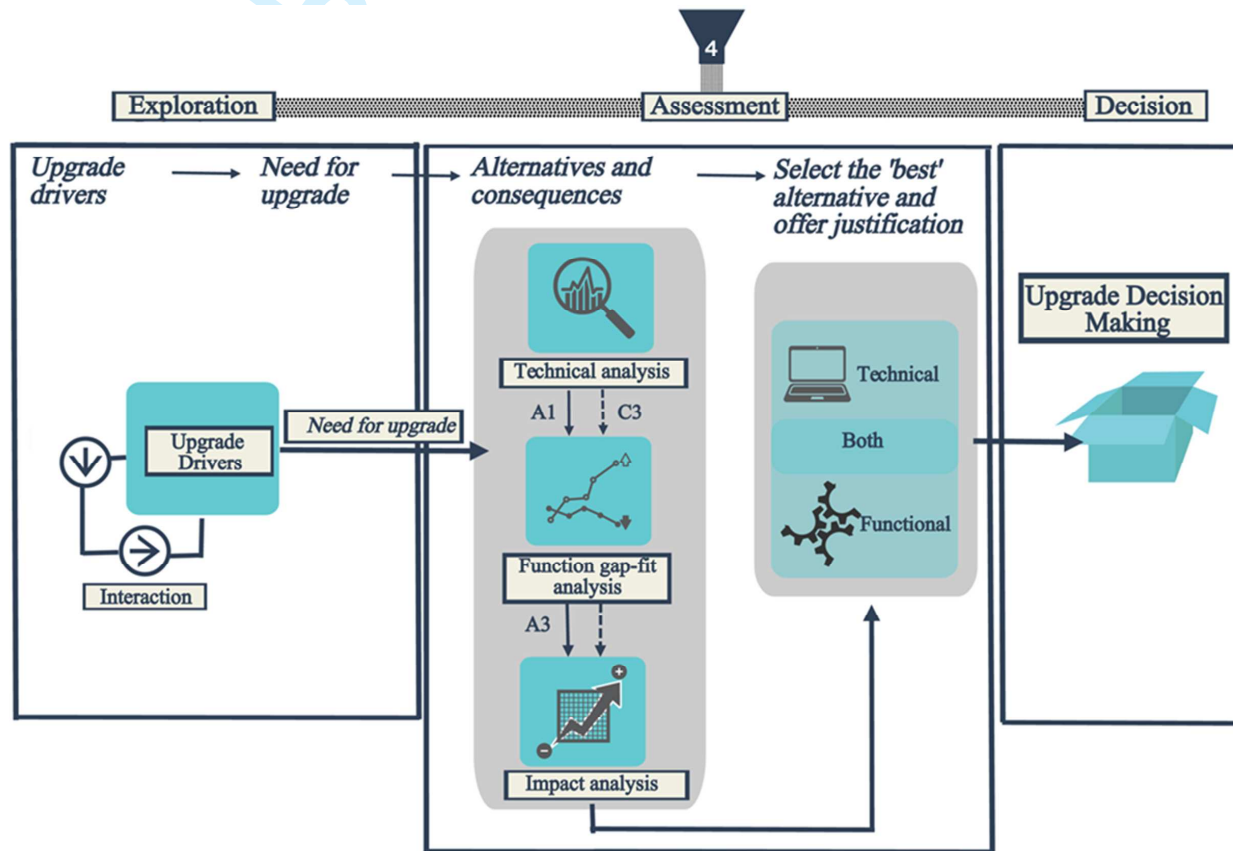 4
Exploration
Assessment
Decision
Upgrade
drivers
Need for
upgrade
Alternatives and
consequences
Select the 'best'
alternative and
offer justification
Upgrade
Drivers
Interaction
Need for upgrade
Technical analysis
A1
C3
Function gap-fit
analysis
A3
Impact analysis
Technical
Both
Functional
Upgrade Decision
Making